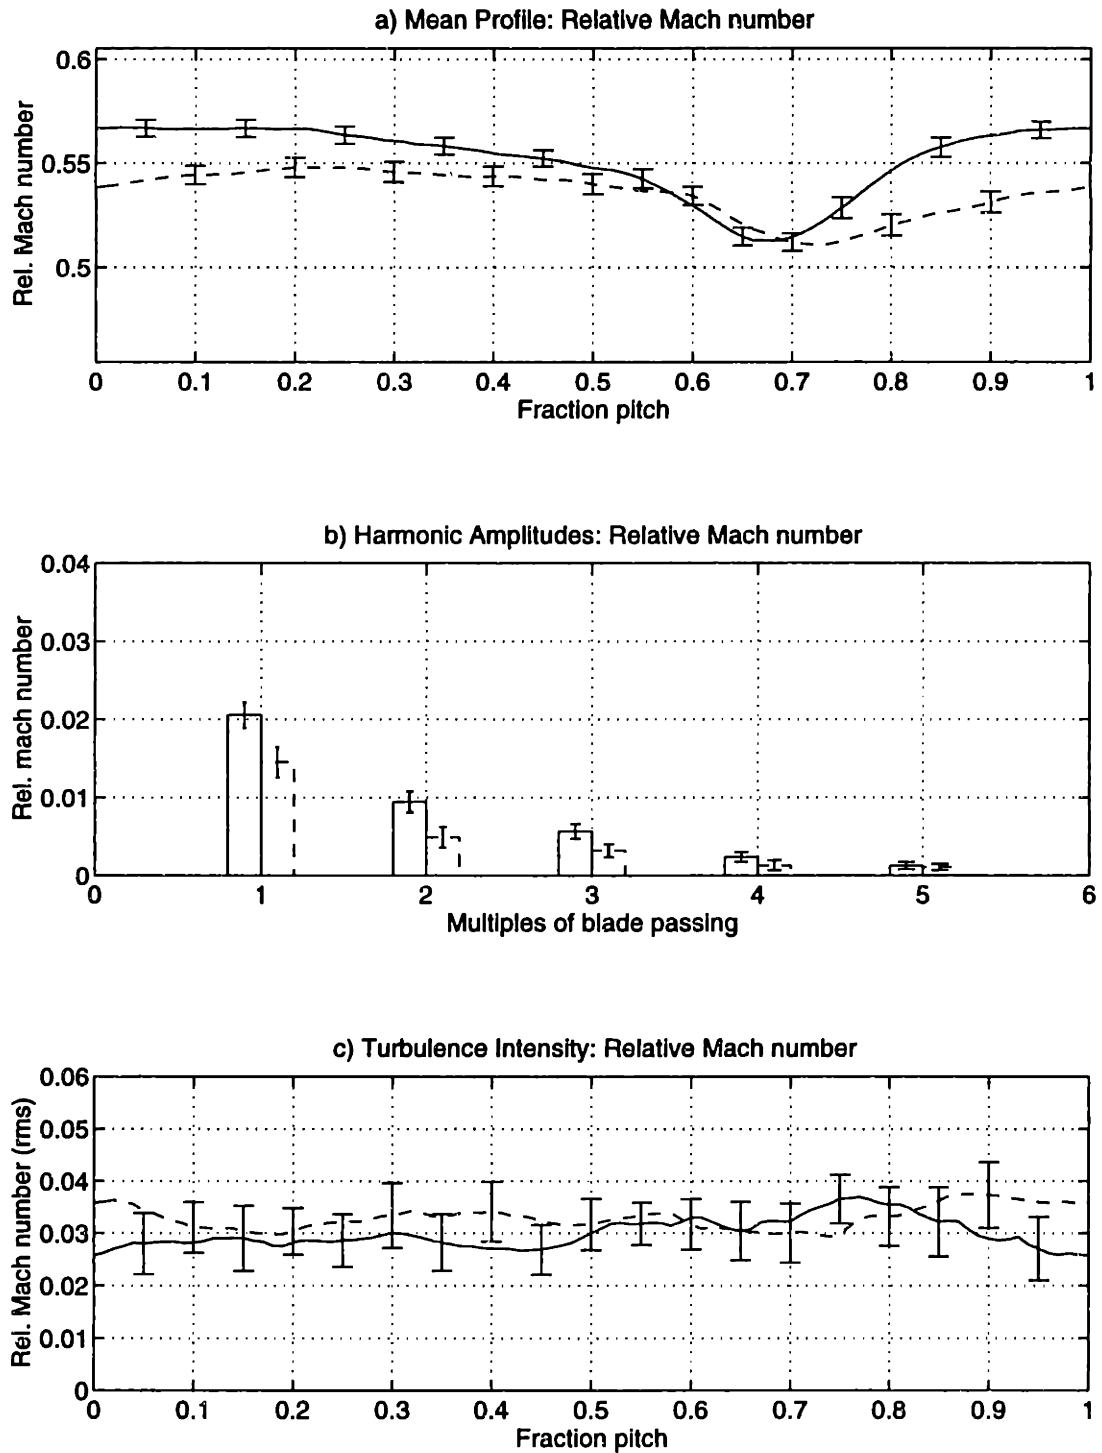 a) Mean Profile: Relative Mach number
Rel. Mach number
0.6
0.55
0.5
0 0.1 0.2 0.3 0.4 0.5 0.6 0.7 0.8 0.9 1
Fraction pitch
b) Harmonic Amplitudes: Relative Mach number
Rel. mach number
0.04
0.03
0.02
0.01
0
0 1 2 3 4 5 6
Multiples of blade passing
c) Turbulence Intensity: Relative Mach number
Rel. Mach number (rms)
0.06
0.05
0.04
0.03
0.02
0.01
0
0 0.1 0.2 0.3 0.4 0.5 0.6 0.7 0.8 0.9 1
Fraction pitch